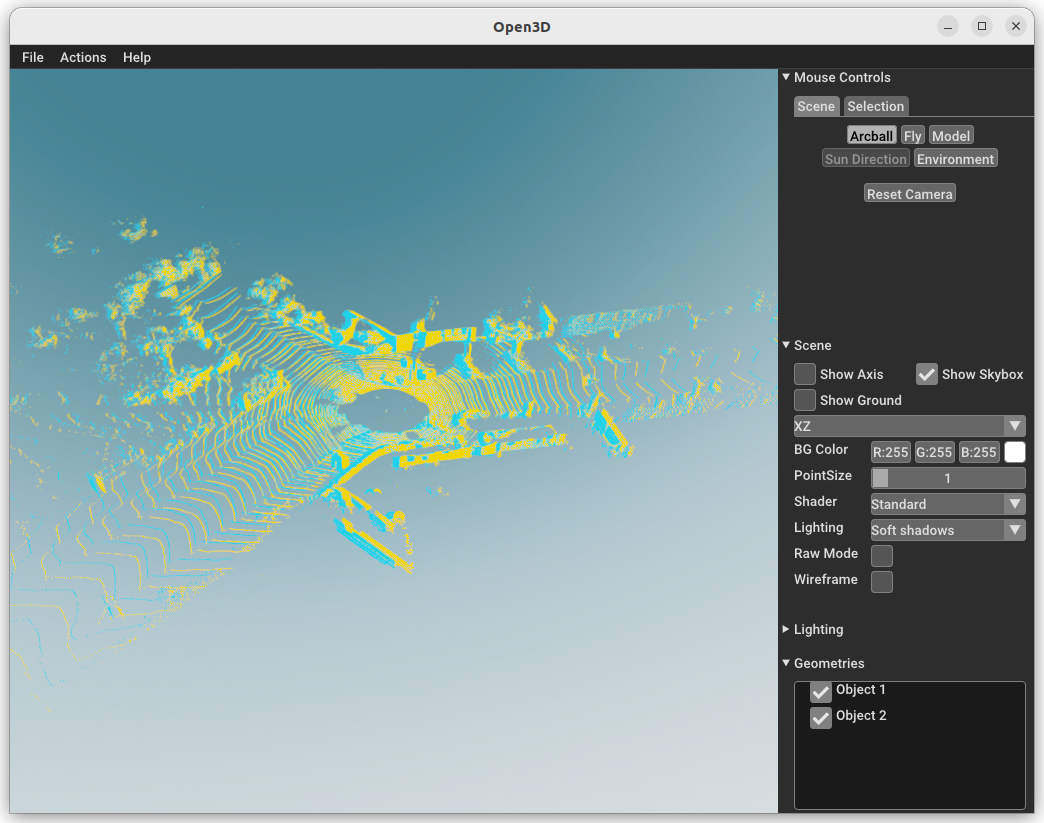 Open3D
File Actions Help
Mouse Controls
Scene Selection
Arcball Fly Model
Sun Direction Environment
Reset Camera
Scene
Show Axis Show Skybox
Show Ground
XZ
BG Color R:255 G:255 B:255
PointSize 1
Shader Standard
Lighting Soft shadows
Raw Mode
Wireframe
Lighting
Geometries
Object 1
Object 2